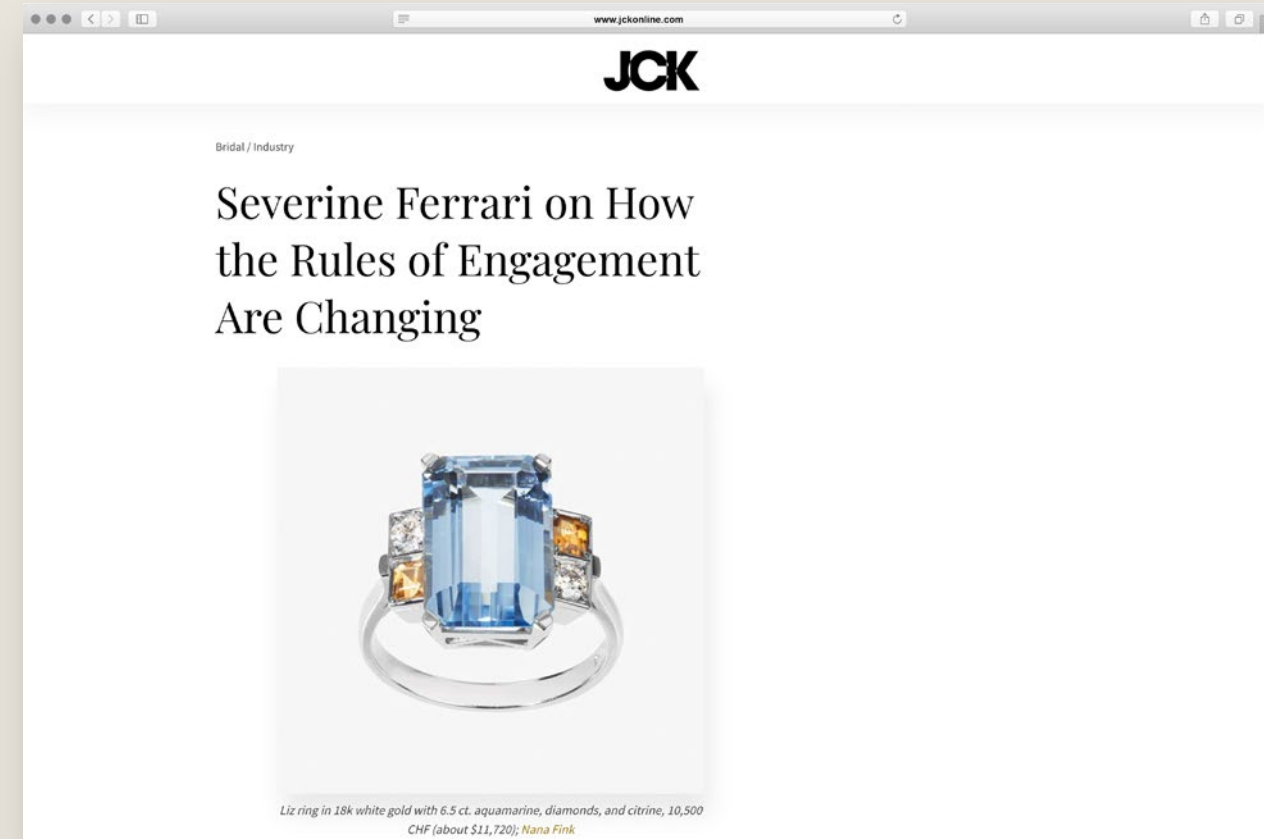 www.jckonline.com
JCK
Bridal / Industry
Severine Ferrari on How
the Rules of Engagement
Are Changing
Liz ring in 18k white gold with 6.5 ct. aquamarine, diamonds, and citrine, 10,500
CHF (about $11,720); Nana Fink